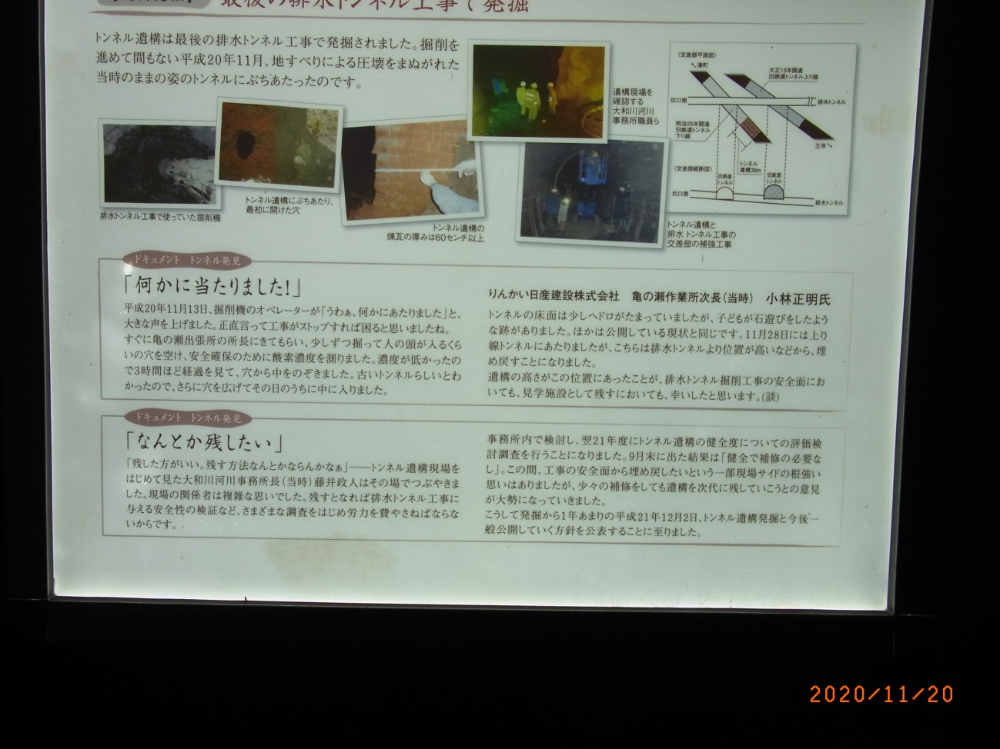 最後の排水トンネル工事で発掘
トンネル遺構は最後の排水トンネル工事で発掘されました。掘削を
進めて間もない平成20年11月、地すべりによる圧壊をまぬがれた
当時のままの姿のトンネルにぶちあたったのです。
排水トンネル工事で使っていた掘削機
トンネル遺構にぶちあたり、
最初に開けた穴
トンネル遺構の
煉瓦の厚みは60センチ以上
遺構現場を
確認する
大和川河川
事務所職員ら
トンネル遺構と
排水トンネル工事の
交差部の補強工事
〈交差部平面図〉
湊町
大正13年開通
旧鉄道トンネル上り線
坑口側
排水トンネル
明治25年開通
旧鉄道トンネル
下り線
王寺
トンネル
遺構39m
〈交差部縦断図〉
旧鉄道
トンネル
旧鉄道
トンネル
坑口側
排水トンネル
ドキュメント トンネル発見
「何かに当たりました!」
平成20年11月13日、掘削機のオペレーターが「うわぁ、何かにあたりました」と、
大きな声を上げました。正直言って工事がストップすれば困ると思いましたね。
すぐに亀の瀬出張所の所長にきてもらい、少しずつ掘って人の頭が入るくら
いの穴を空け、安全確保のために酸素濃度を測りました。濃度が低かったの
で3時間ほど経過を見て、穴から中をのぞきました。古いトンネルらしいとわ
かったので、さらに穴を広げてその日のうちに中に入りました。
りんかい日産建設株式会社 亀の瀬作業所次長(当時) 小林正明氏
トンネルの床面は少しヘドロがたまっていましたが、子どもが石遊びをしたよう
な跡がありました。ほかは公開している現状と同じです。11月28日には上り
線トンネルにあたりましたが、こちらは排水トンネルより位置が高いなどから、埋
め戻すことになりました。
遺構の高さがこの位置にあったことが、排水トンネル掘削工事の安全面にお
いても、見学施設として残すにおいても、幸いしたと思います。(談)
ドキュメント トンネル発見
「なんとか残したい」
「残した方がいい。残す方法なんとかならんかなぁ」――トンネル遺構現場を
はじめて見た大和川河川事務所長(当時)藤井政人はその場でつぶやきま
した。現場の関係者は複雑な思いでした。残すとなれば排水トンネル工事に
与える安全性の検証など、さまざまな調査をはじめ労力を費やさねばならな
いからです。
事務所内で検討し、翌21年度にトンネル遺構の健全度についての評価検
討調査を行うことになりました。9月末に出た結果は「健全で補修の必要な
し」。この間、工事の安全面から埋め戻したいという一部現場サイドの根強い
思いはありましたが、少々の補修をしても遺構を次代に残していこうとの意見
が大勢になっていきました。
こうして発掘から1年あまりの平成21年12月2日、トンネル遺構発掘と今後一
般公開していく方針を公表することに至りました。
2020/11/20